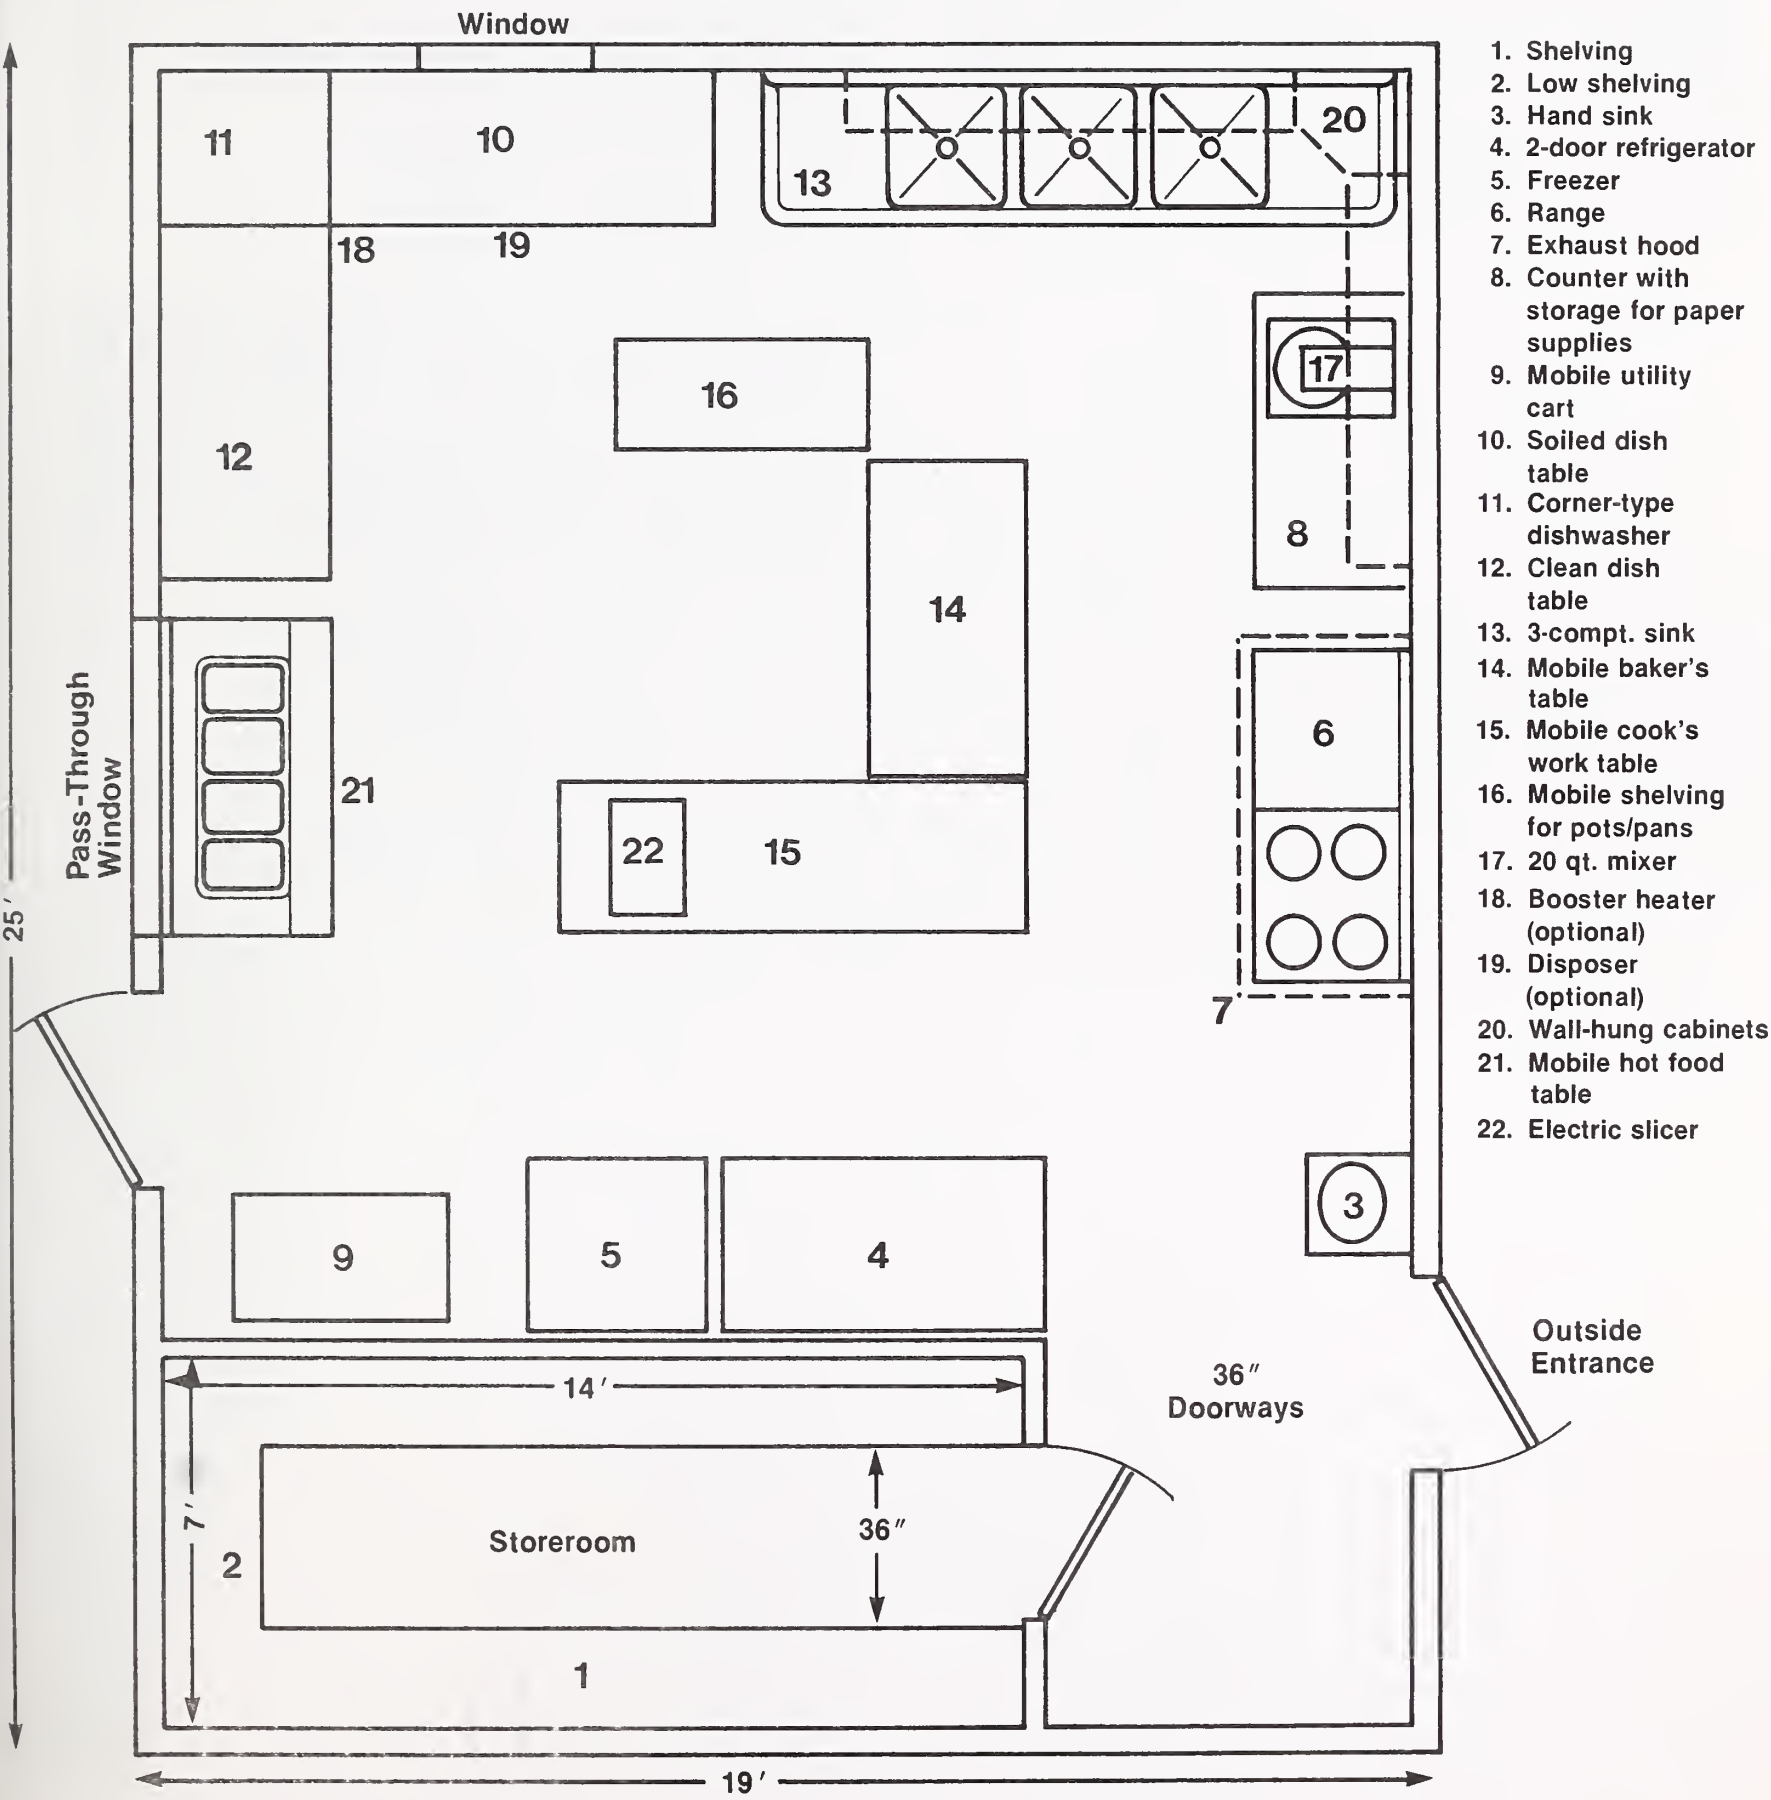 Window
11
10
13
20
18
19
16
17
12
8
14
Pass-Through
Window
21
6
22
15
25'
7
3
9
5
4
Outside
Entrance
36"
Doorways
14'
7'
2
Storeroom
36"
1
19'
1. Shelving
2. Low shelving
3. Hand sink
4. 2-door refrigerator
5. Freezer
6. Range
7. Exhaust hood
8. Counter with
storage for paper
supplies
9. Mobile utility
cart
10. Soiled dish
table
11. Corner-type
dishwasher
12. Clean dish
table
13. 3-compt. sink
14. Mobile baker's
table
15. Mobile cook's
work table
16. Mobile shelving
for pots/pans
17. 20 qt. mixer
18. Booster heater
(optional)
19. Disposer
(optional)
20. Wall-hung cabinets
21. Mobile hot food
table
22. Electric slicer